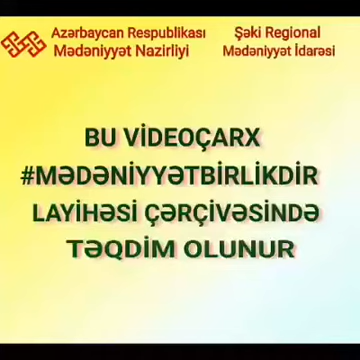 Azərbaycan Respublikası
Mədəniyyət Nazirliyi
Şəki Regional
Mədəniyyət İdarəsi
BU VİDEOÇARX
#MƏDƏNİYYƏTBİRLİKDİR
LAYİHƏSİ ÇƏRÇİVƏSİNDƏ
TƏQDİM OLUNUR